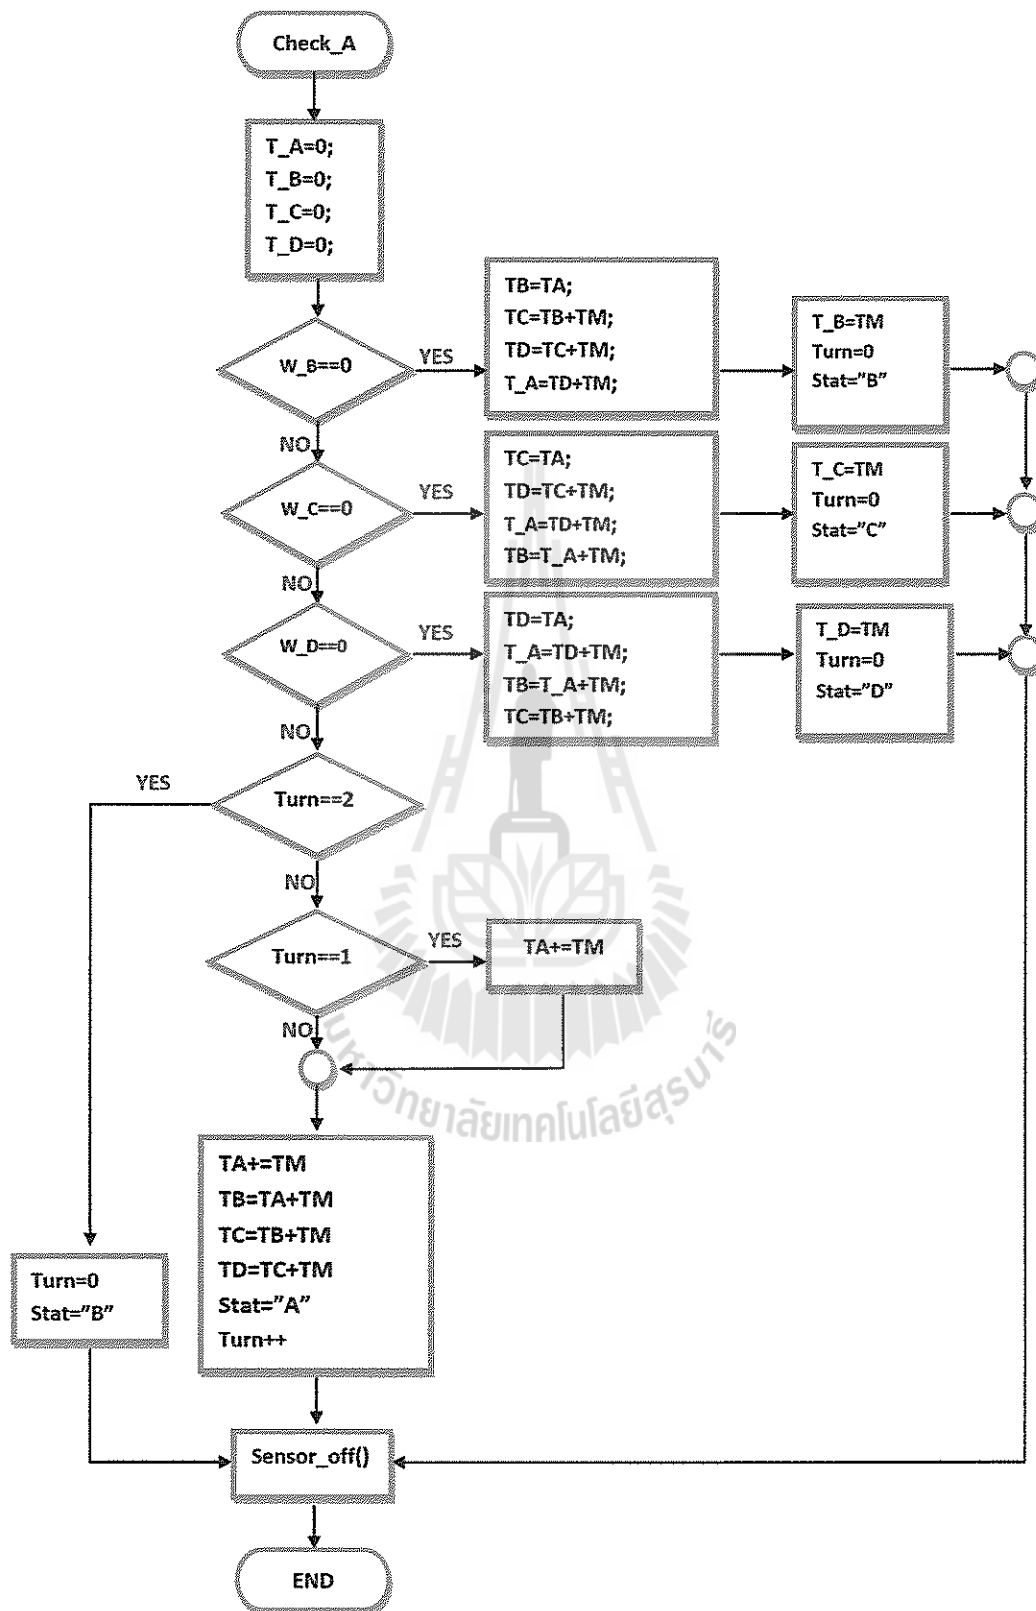 Check_A
T_A=0;
T_B=0;
T_C=0;
T_D=0;
W_B==0
YES
TB=TA;
TC=TB+TM;
TD=TC+TM;
T_A=TD+TM;
T_B=TM
Turn=0
Stat="B"
NO
W_C==0
YES
TC=TA;
TD=TC+TM;
T_A=TD+TM;
TB=T_A+TM;
T_C=TM
Turn=0
Stat="C"
NO
W_D==0
YES
TD=TA;
T_A=TD+TM;
TB=T_A+TM;
TC=TB+TM;
T_D=TM
Turn=0
Stat="D"
NO
YES
Turn==2
NO
Turn==1
YES
TA+=TM
NO
มหาวิทยาลัยเทคโนโลยีสุรนารี
TA+=TM
TB=TA+TM
TC=TB+TM
TD=TC+TM
Stat="A"
Turn++
Turn=0
Stat="B"
Sensor_off()
END